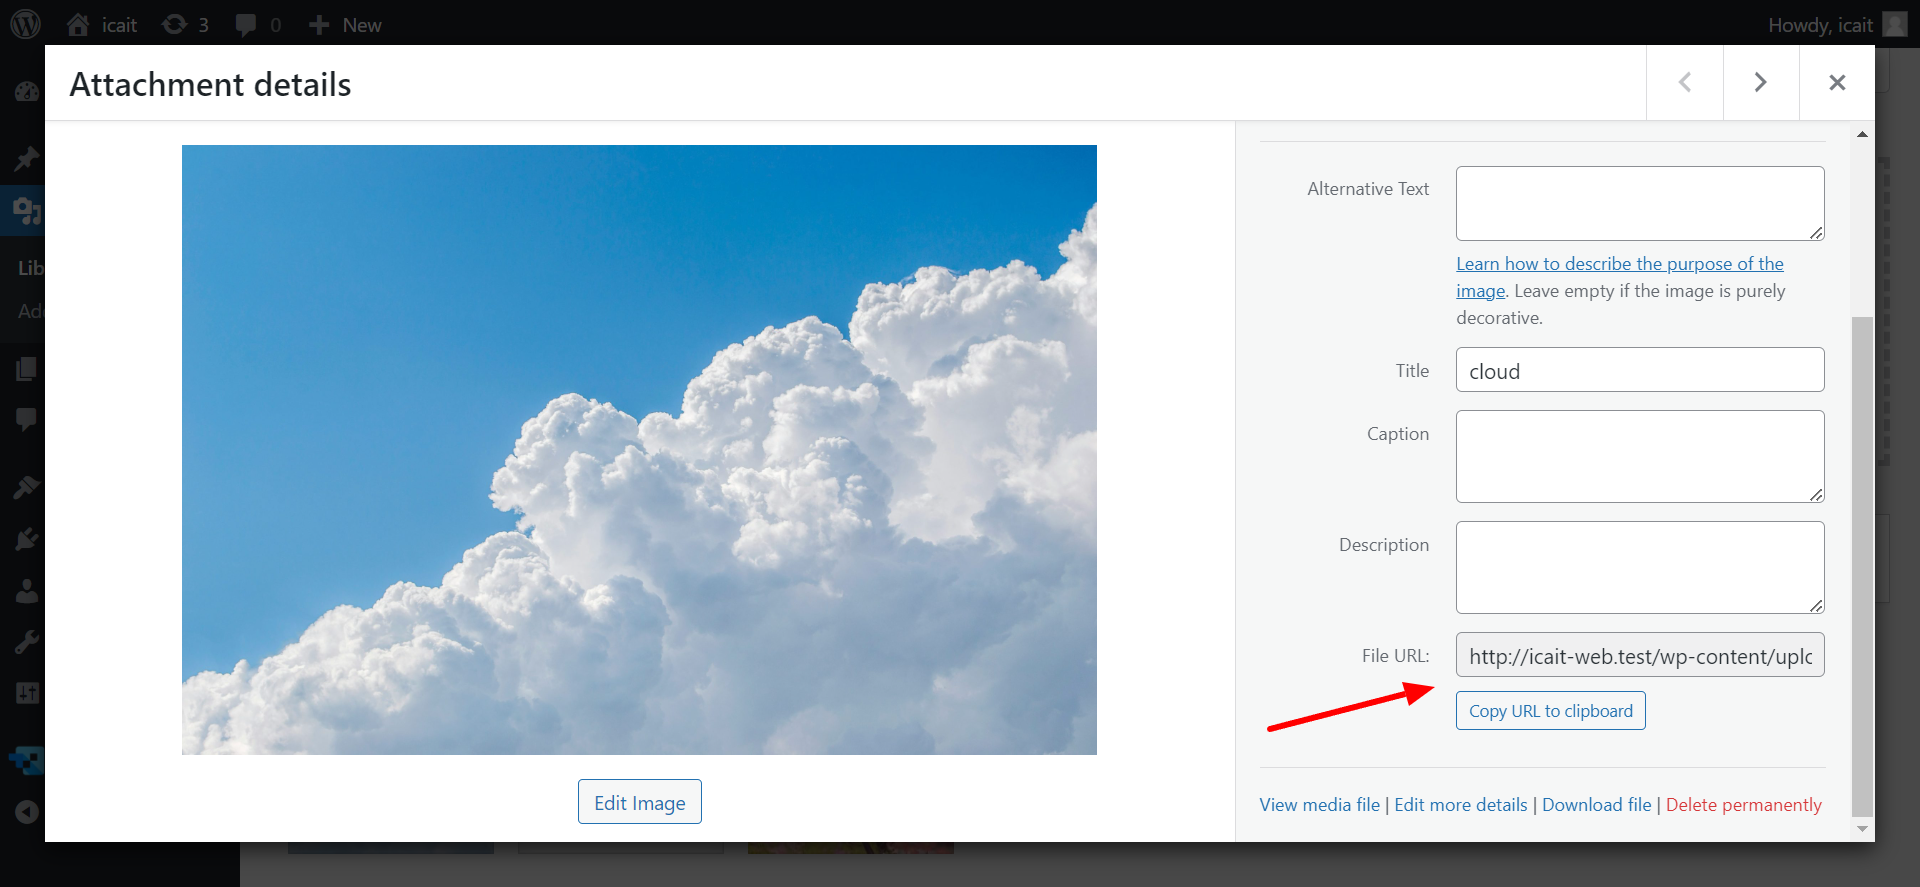 icait
3
0
New
Howdy, icait
Attachment details
Alternative Text
Learn how to describe the purpose of the
image. Leave empty if the image is purely
decorative.
Title
cloud
Caption
Description
File URL:
http://icait-web.test/wp-content/uplo
Copy URL to clipboard
Edit Image
View media file | Edit more details | Download file | Delete permanently
Lib
Add